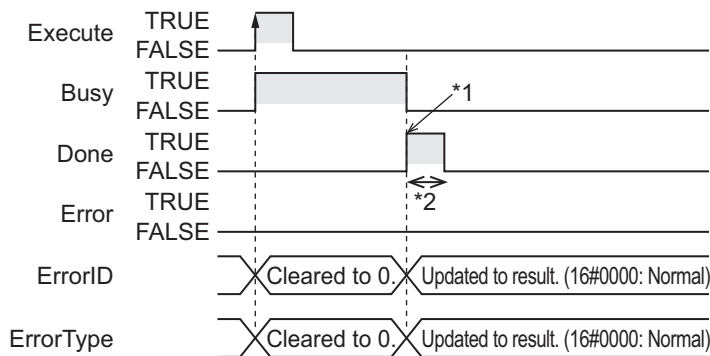 Execute TRUE
FALSE
Busy TRUE
FALSE
*1
Done TRUE
FALSE
*2
Error TRUE
FALSE
ErrorID Cleared to 0. Updated to result. (16#0000: Normal)
ErrorType Cleared to 0. Updated to result. (16#0000: Normal)